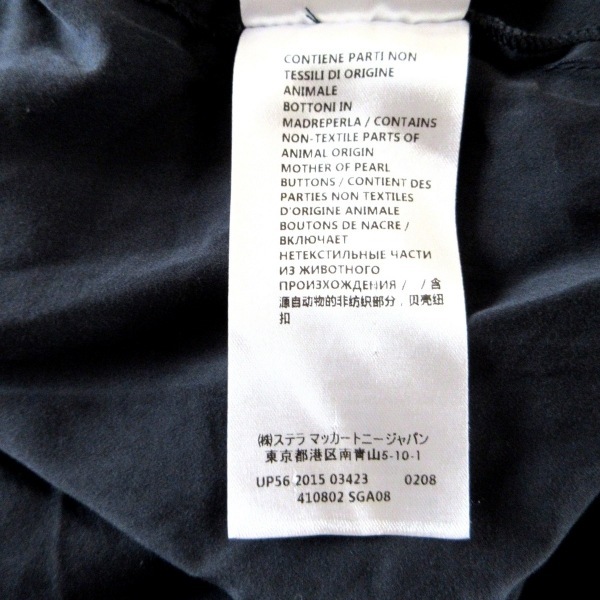 CONTIENE PARTI NON
TESSILI DI ORIGINE
ANIMALE
BOTTONI IN
MADREPERLA / CONTAINS
NON-TEXTILE PARTS OF
ANIMAL ORIGIN
MOTHER OF PEARL
BUTTONS / CONTIENT DES
PARTIES NON TEXTILES
D'ORIGINE ANIMALE
BOUTONS DE NACRE /
ВКЛЮЧАЕТ
НЕТЕКСТИЛЬНЫЕ ЧАСТИ
ИЗ ЖИВОТНОГО
ПРОИЗХОЖДЕНИЯ / / 含
源自动物的非纺织部分，贝壳纽
扣
㈱ステラ マッカートニージャパン
東京都港区南青山5-10-1
UP56 2015 03423 0208
410802 SGA08